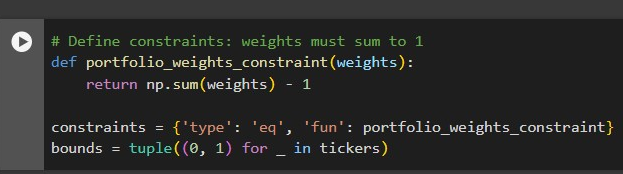 # Define constraints: weights must sum to 1
def portfolio_weights_constraint(weights):
    return np.sum(weights) - 1

constraints = {'type': 'eq', 'fun': portfolio_weights_constraint}
bounds = tuple((0, 1) for _ in tickers)